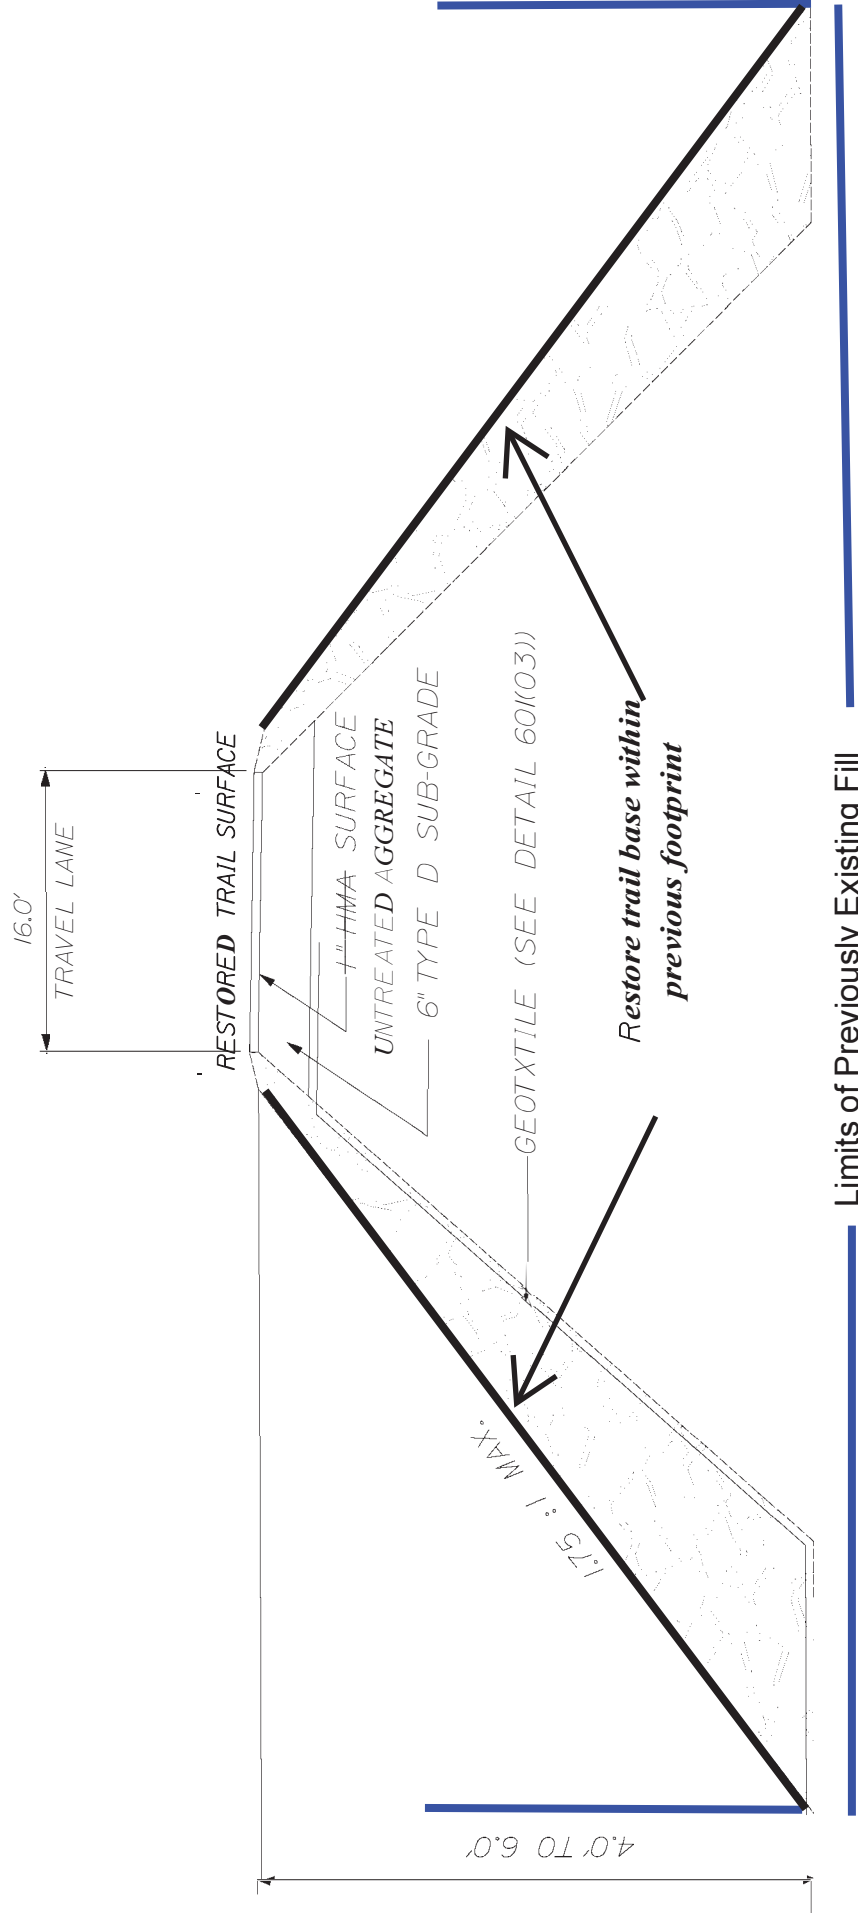 16.0'
TRAVEL LANE
RESTORED TRAIL SURFACE
1" HMA SURFACE
UNTREATED AGGREGATE
6" TYPE D SUB-GRADE
GEOTXTILE (SEE DETAIL 601(03))
Restore trail base within
previous footprint
1.75 : 1 MAX.
4.0' TO 6.0'
Limits of Previously Existing Fill